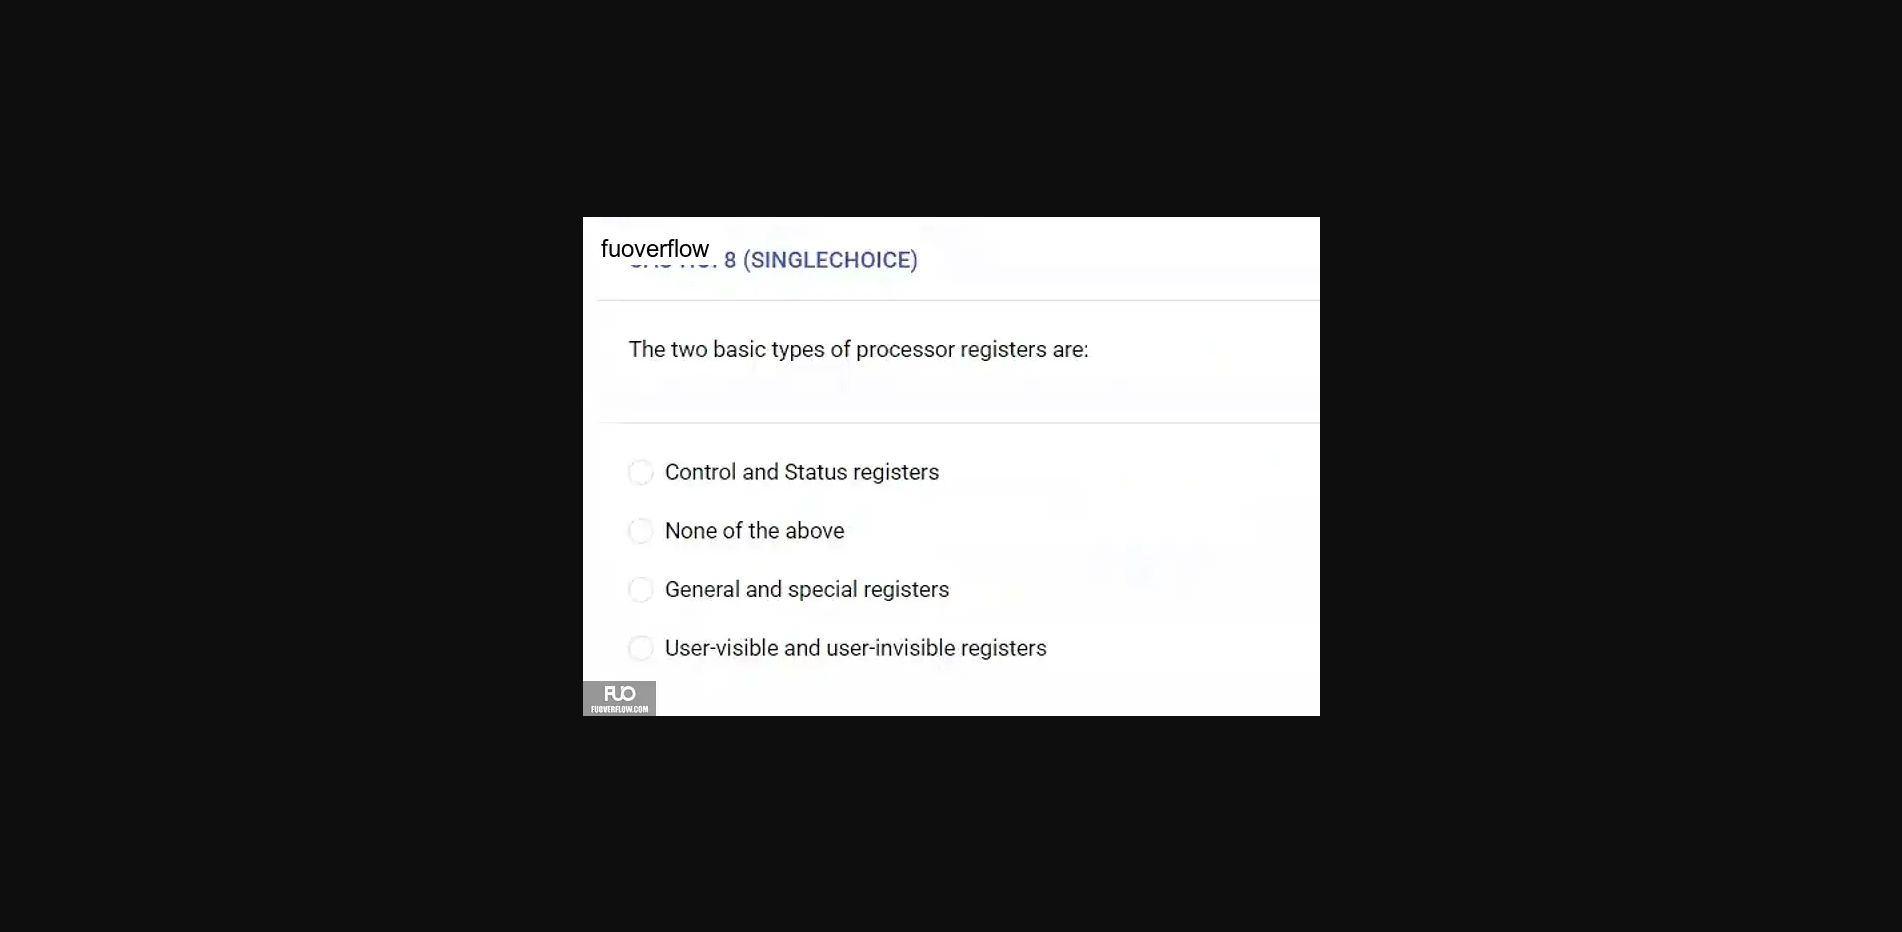 fuoverflow
8 (SINGLECHOICE)
The two basic types of processor registers are:
Control and Status registers
None of the above
General and special registers
User-visible and user-invisible registers
FUO
FUOVERFLOW.COM